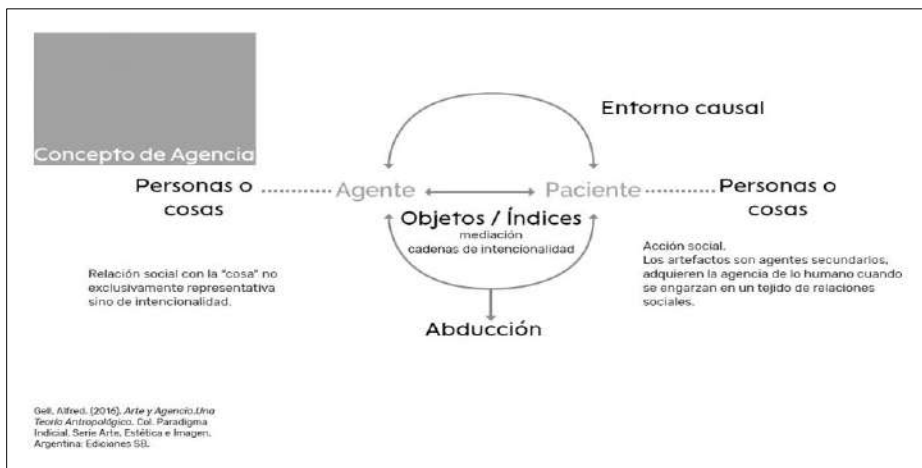 Concepto de Agencia
Entorno causal
Personas o
cosas
Agente
Paciente
Personas o
cosas
Objetos / Índices
mediación
cadenas de intencionalidad
Relación social con la "cosa" no
exclusivamente representativa
sino de intencionalidad.
Acción social.
Los artefactos son agentes secundarios,
adquieren la agencia de lo humano cuando
se engarzan en un tejido de relaciones
sociales.
Abducción
Gell, Alfred. (2016). Arte y Agencia.Una
Teoría Antropológica. Col. Paradigma
Indicial. Serie Arte, Estética e Imagen.
Argentina: Ediciones SB.